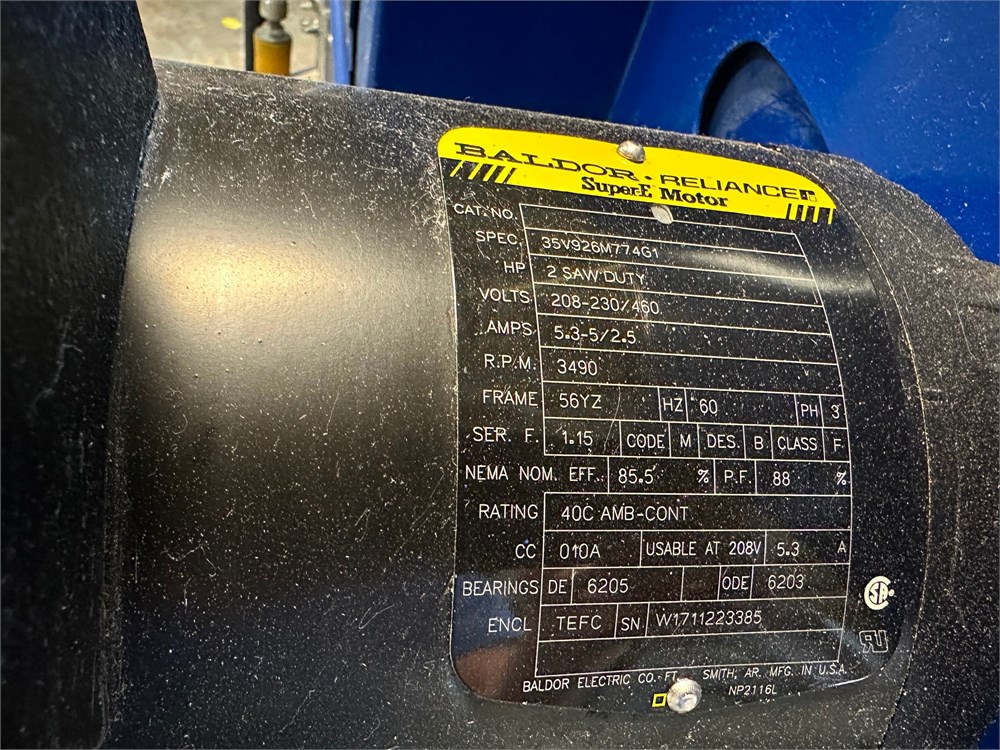 BALDOR • RELIANCE
Super-E Motor
CAT. NO.
SPEC. 35V926M774G1
HP 2 SAW DUTY
VOLTS 208-230/460
AMPS 5.3-5/2.5
R.P.M. 3490
FRAME 56YZ HZ 60 PH 3
SER. F. 1.15 CODE M DES. B CLASS F
NEMA NOM. EFF. 85.5 % P.F. 88 %
RATING 40C AMB-CONT
CC 010A USABLE AT 208V 5.3 A
BEARINGS DE 6205 ODE 6203
ENCL TEFC SN W1711223385
BALDOR ELECTRIC CO. FT. SMITH, AR. MFG. IN U.S.A.
NP2116L